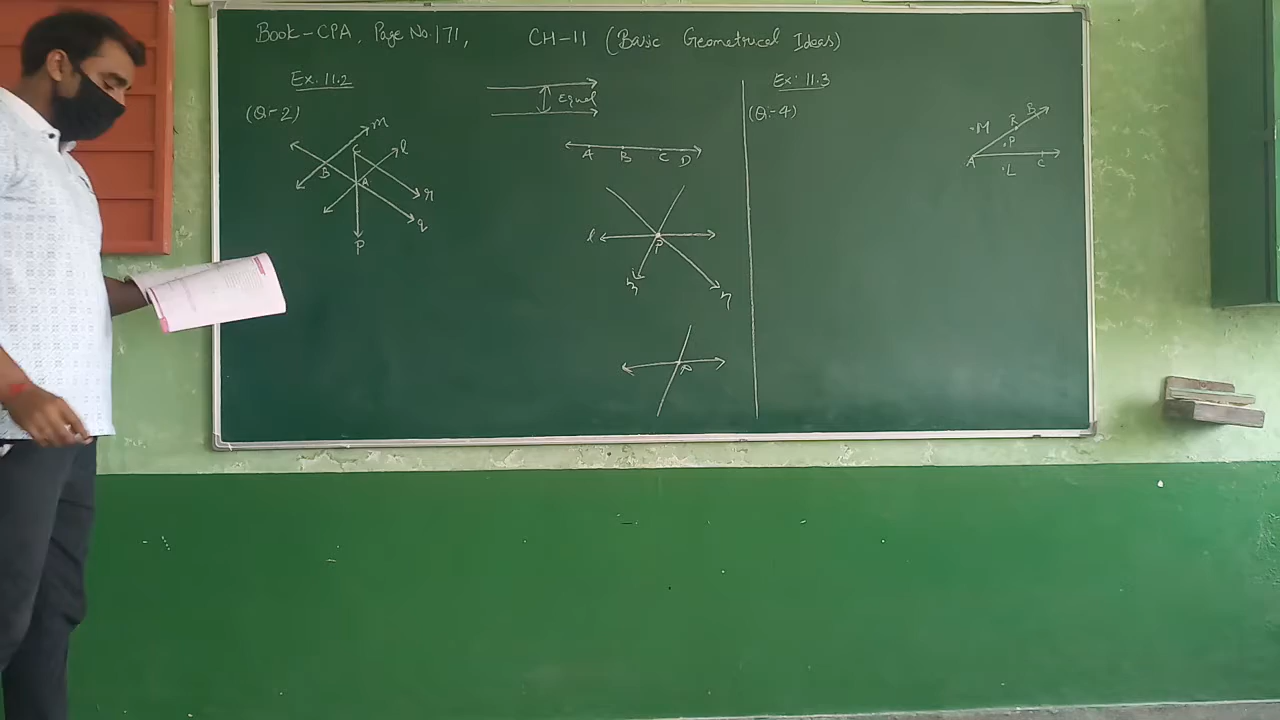 Book-CPA, Page No. 171, CH-11 (Basic Geometrical Ideas)
Ex. 11.2
(Q-2)
m
C
l
B
A
q
P
Equal
A B C D
l
P
n
P
Ex. 11.3
(Q-4)
B
R
M
P
A
C
L